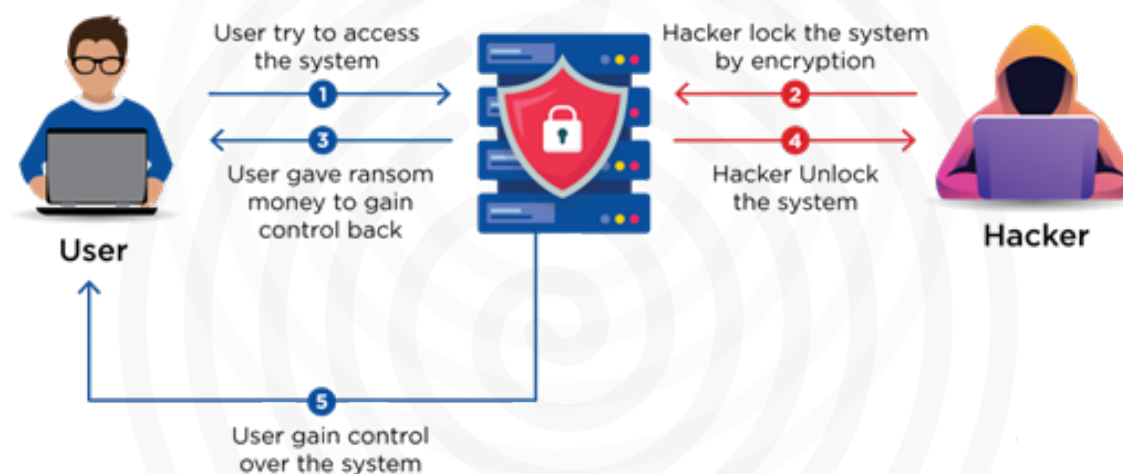 User try to access
the system
1
Hacker lock the system
by encryption
2
3
User gave ransom
money to gain
control back
4
Hacker Unlock
the system
User
Hacker
5
User gain control
over the system